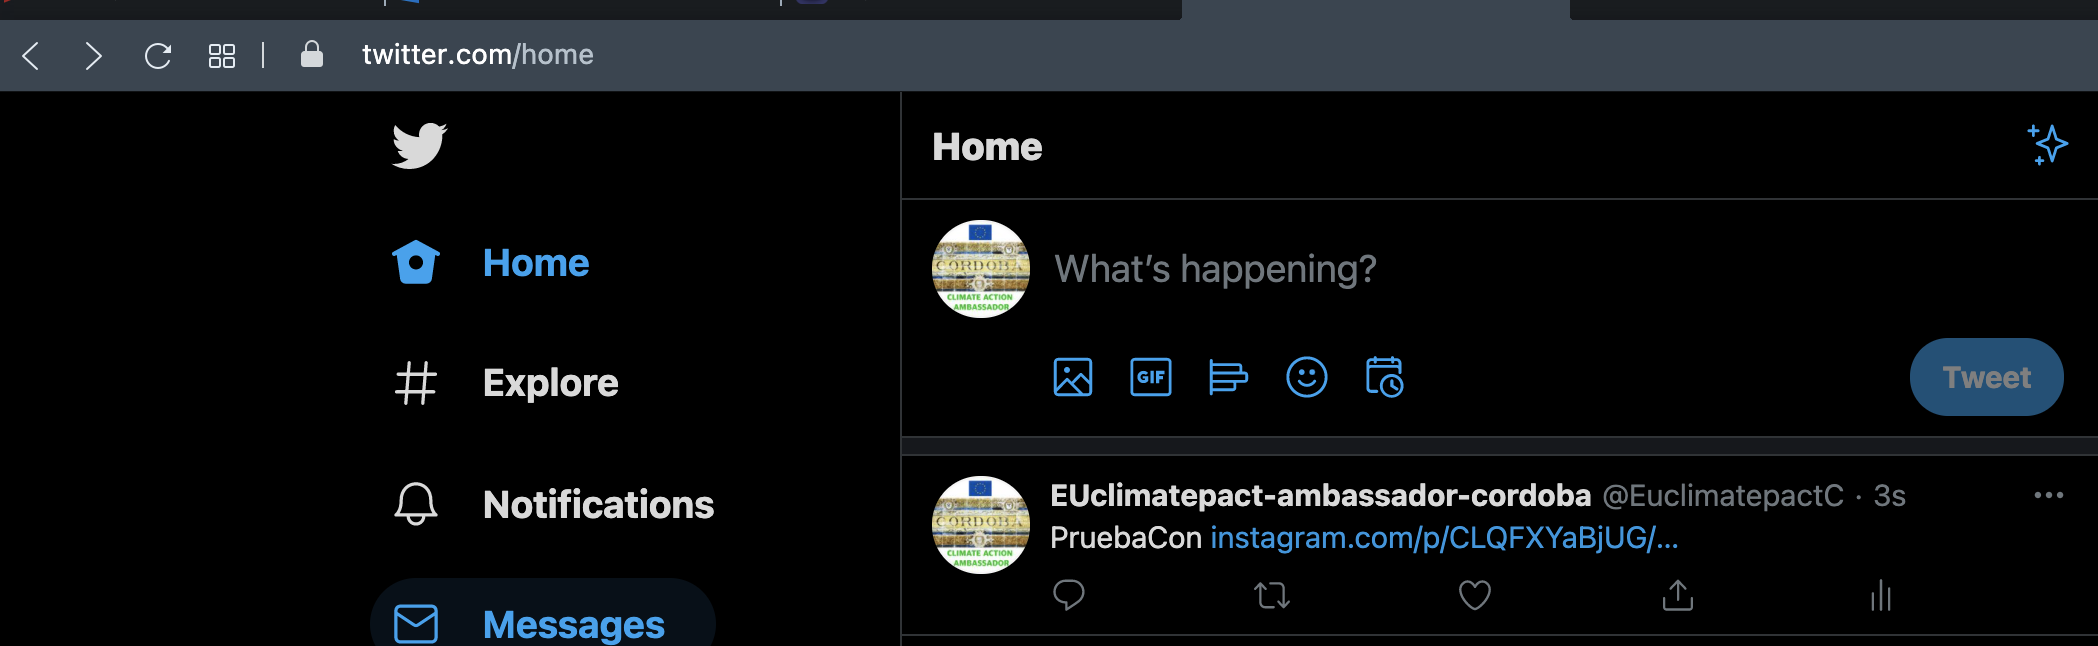 twitter.com/home
Home
Explore
Notifications
Messages
Home
CORDOBA
CLIMATE ACTION
AMBASSADOR
What's happening?
GIF
Tweet
EUclimatepact-ambassador-cordoba @EuclimatepactC · 3s
CORDOBA
CLIMATE ACTION
AMBASSADOR
PruebaCon instagram.com/p/CLQFXYaBjUG/...